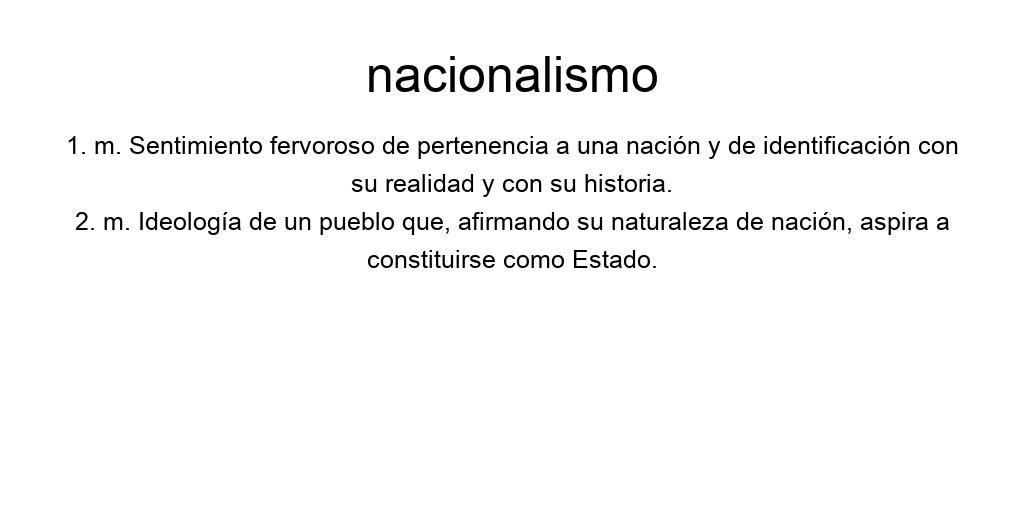 nacionalismo
1. m. Sentimiento fervoroso de pertenencia a una nación y de identificación con
su realidad y con su historia.
2. m. Ideología de un pueblo que, afirmando su naturaleza de nación, aspira a
constituirse como Estado.